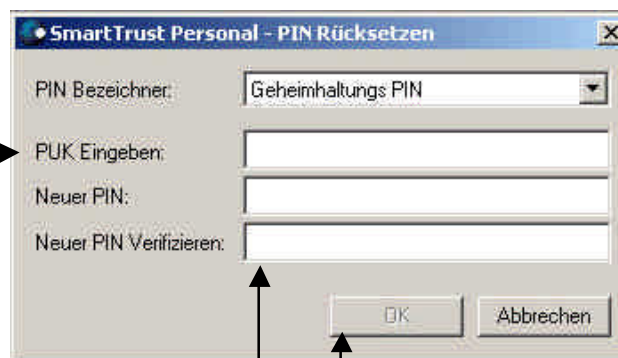 SmartTrust Personal - PIN Rücksetzen
PIN Bezeichner: Geheimhaltungs PIN
PUK Eingeben:
Neuer PIN:
Neuer PIN Verifizieren:
OK Abbrechen